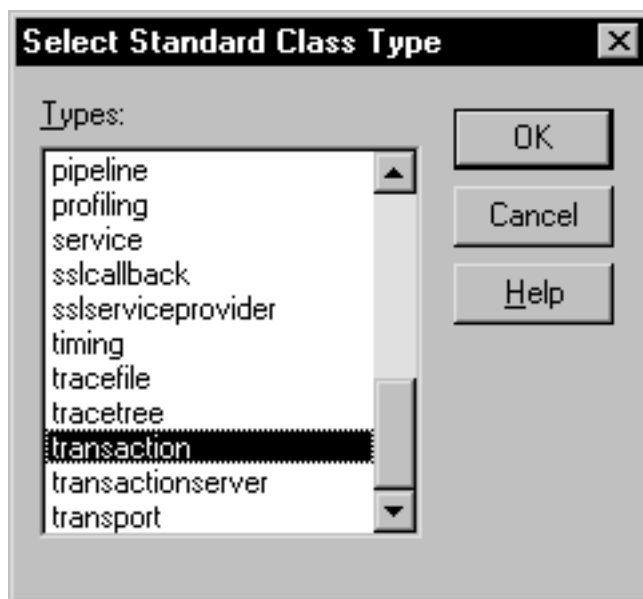 Select Standard Class Type
Types:
pipeline
profiling
service
sslcallback
sslserviceprovider
timing
tracefile
tracetree
transaction
transactionserver
transport
OK
Cancel
Help